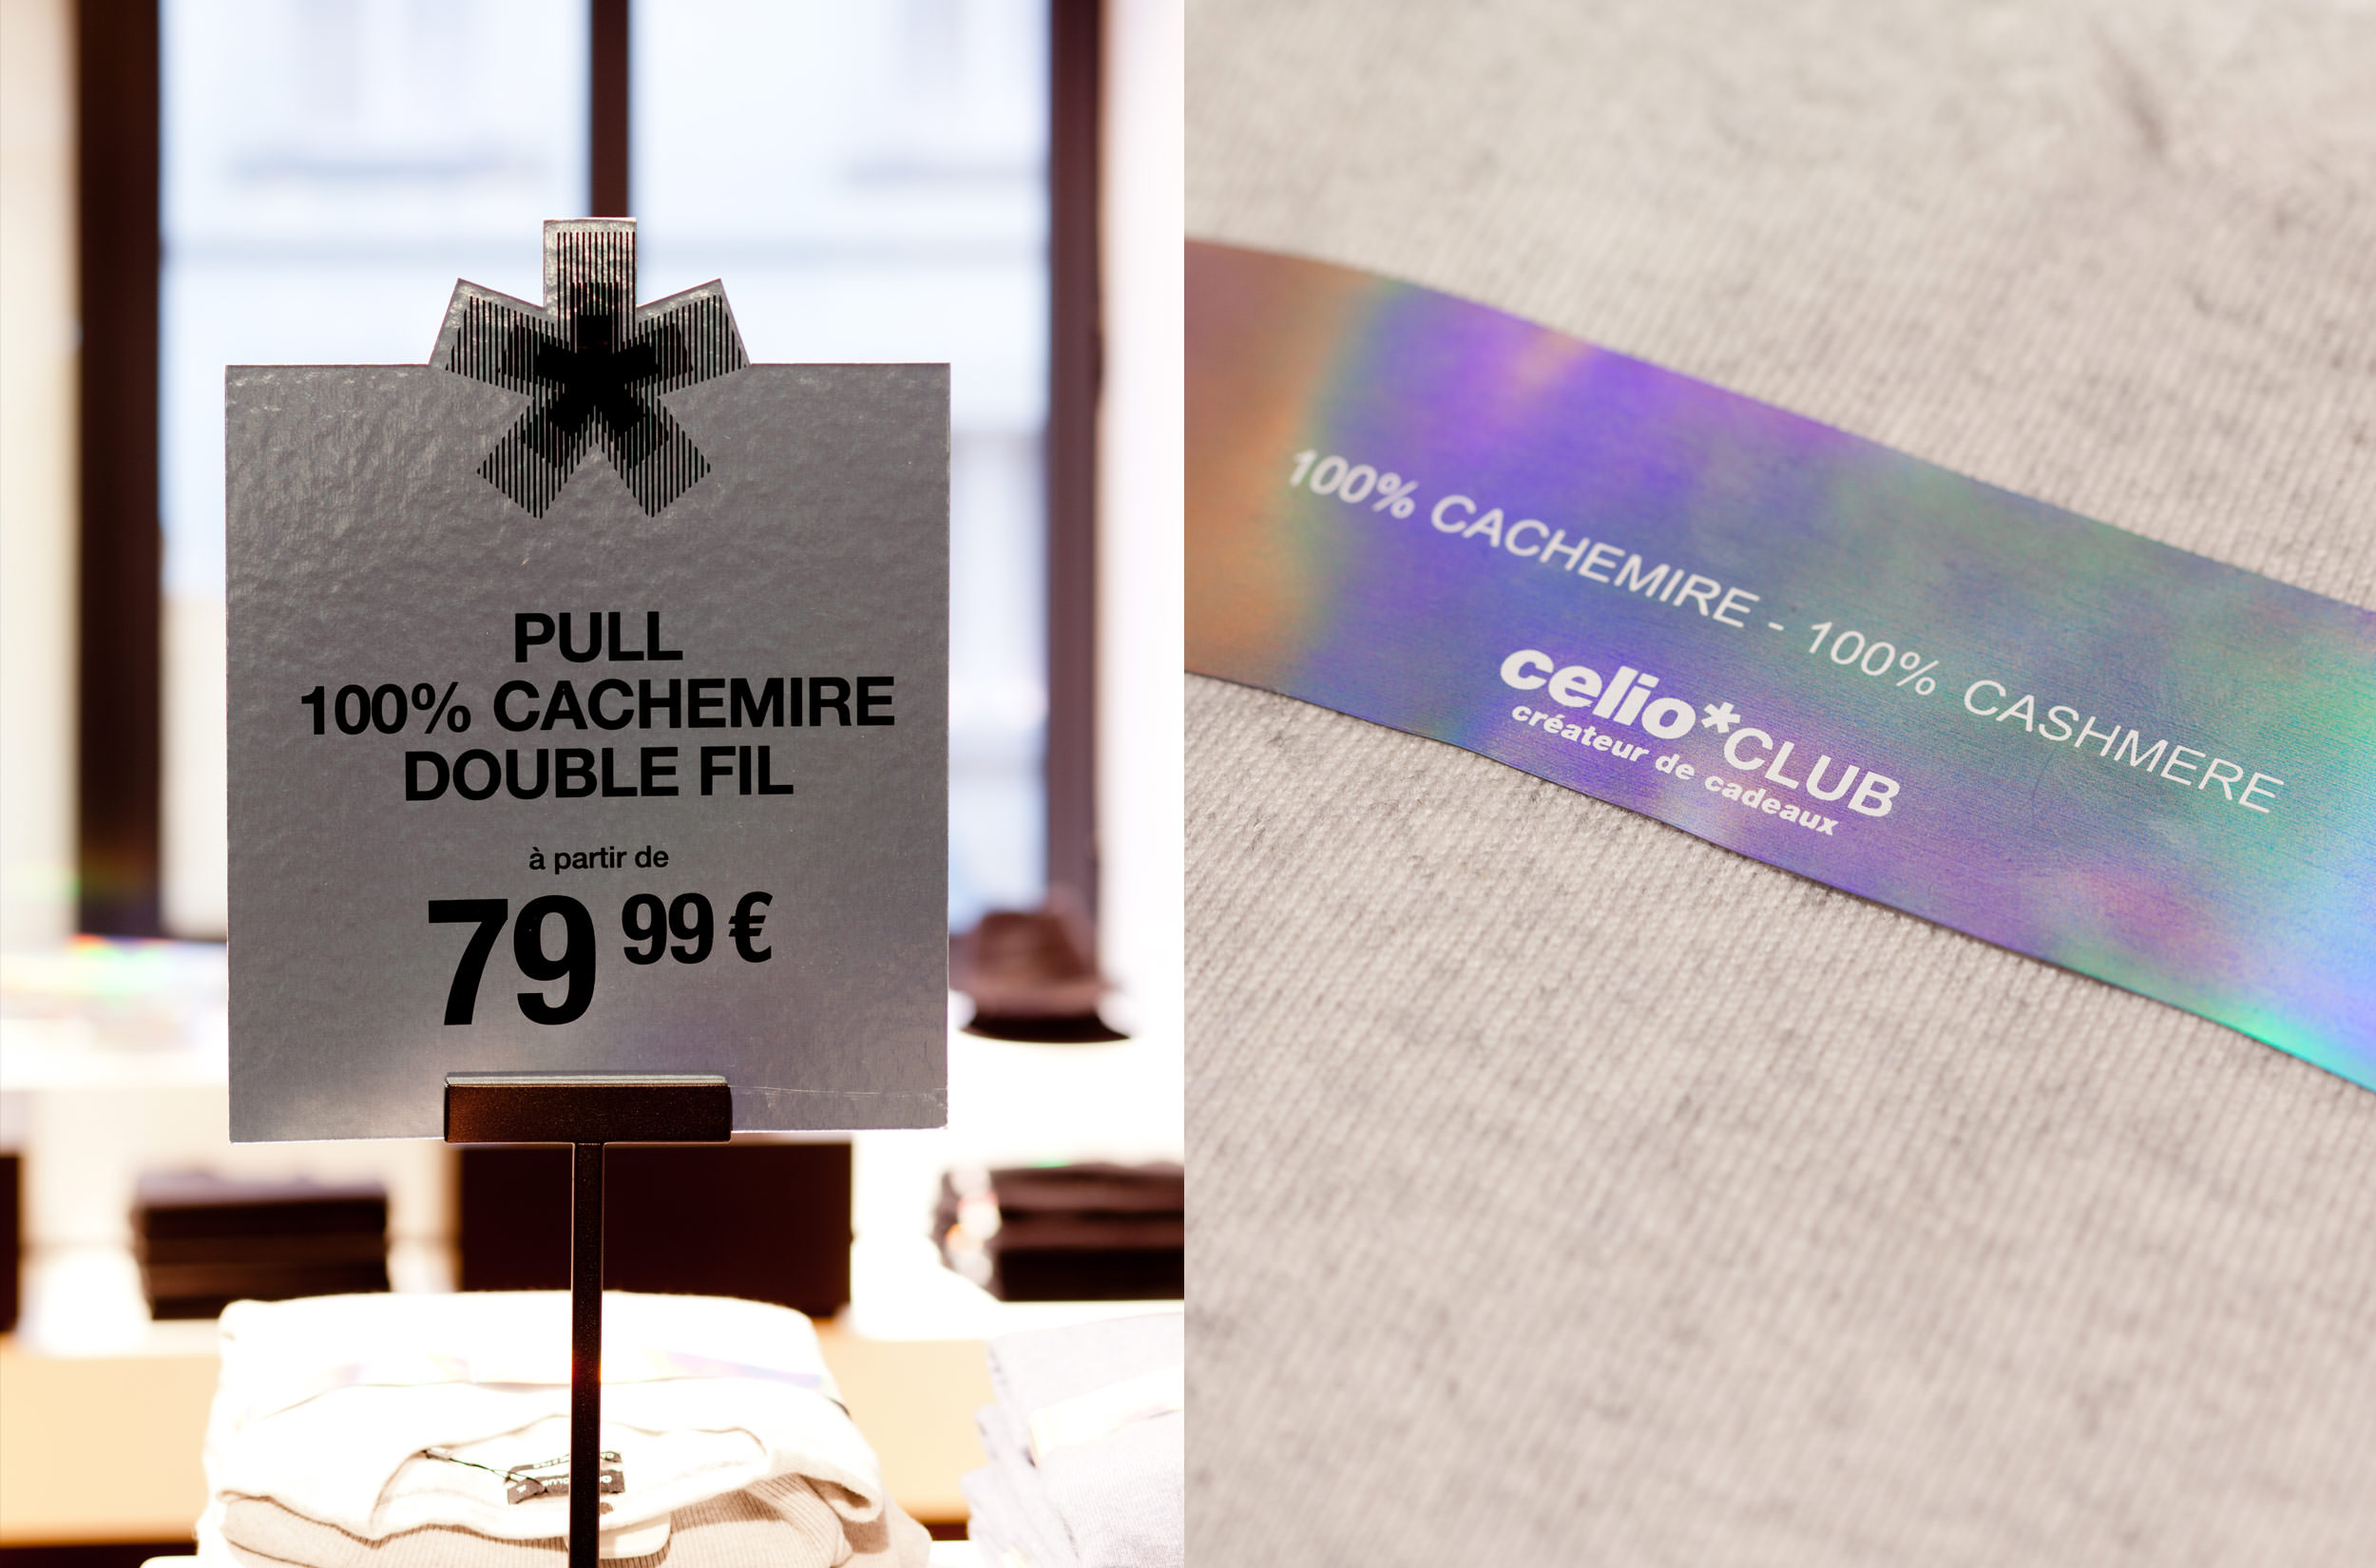 PULL
100% CACHEMIRE
DOUBLE FIL
à partir de
79 99 €
100% CACHEMIRE - 100% CASHMERE
celio*CLUB
créateur de cadeaux